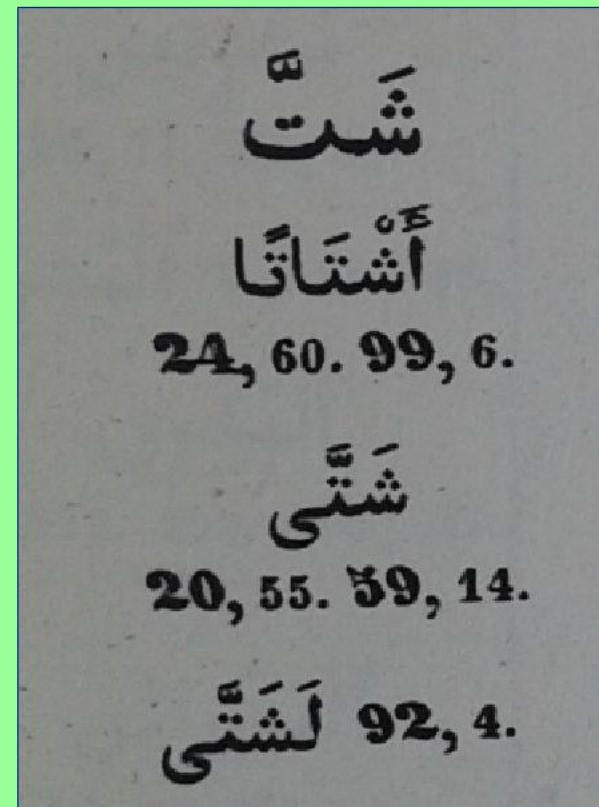 شَتَّ
أَشْتَاتًا
24, 60. 99, 6.
شَتَّى
20, 55. 59, 14.
لَشَتَّى 92, 4.